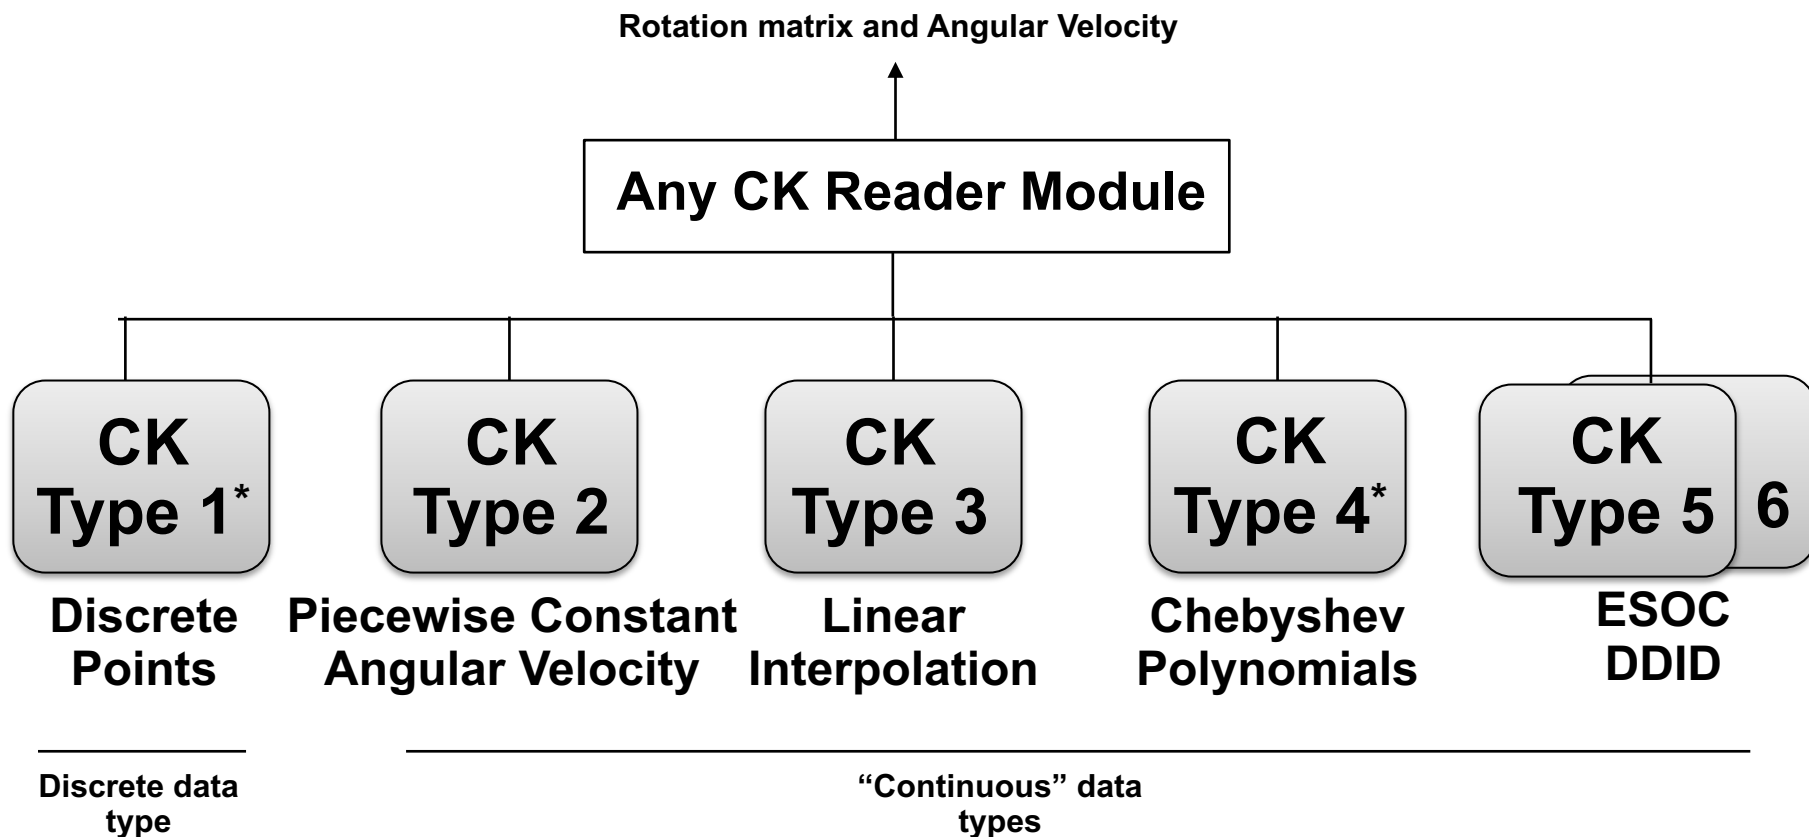 Rotation matrix and Angular Velocity
Any CK Reader Module
CK
Type 1*
Discrete
Points
CK
Type 2
Piecewise Constant
Angular Velocity
CK
Type 3
Linear
Interpolation
CK
Type 4*
Chebyshev
Polynomials
CK
Type 5
6
ESOC
DDID
Discrete data
type
“Continuous” data
types